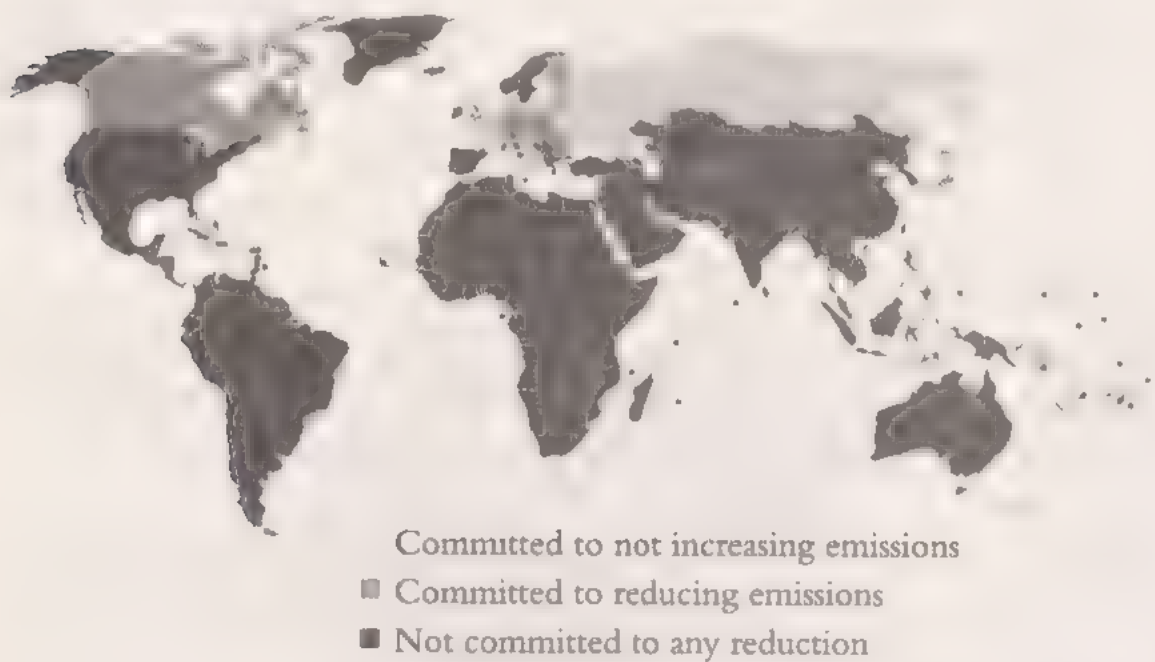 Committed to not increasing emissions
Committed to reducing emissions
Not committed to any reduction